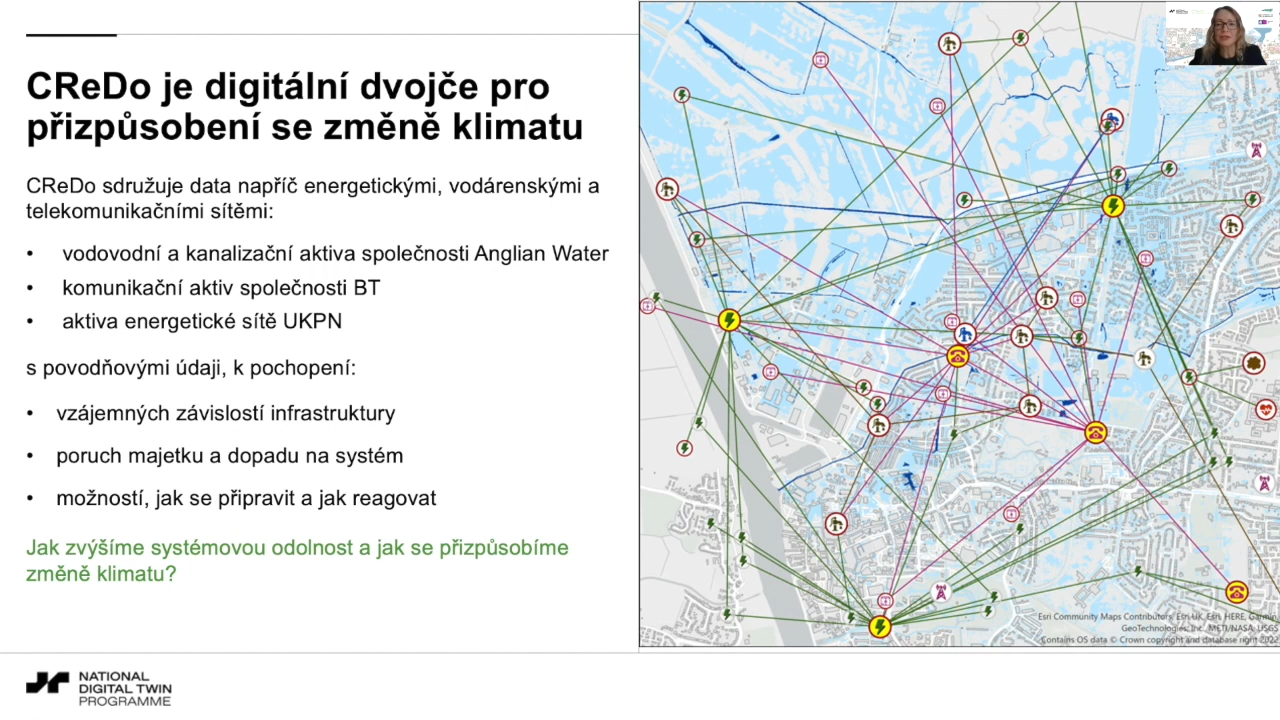 CReDo je digitální dvojče pro
přizpůsobení se změně klimatu
CReDo sdružuje data napříč energetickými, vodárenskými a
telekomunikačními sítěmi:
• vodovodní a kanalizační aktiva společnosti Anglian Water
• komunikační aktiv společnosti BT
• aktiva energetické sítě UKPN
s povodňovými údaji, k pochopení:
• vzájemných závislostí infrastruktury
• poruch majetku a dopadu na systém
• možností, jak se připravit a jak reagovat
Jak zvýšíme systémovou odolnost a jak se přizpůsobíme
změně klimatu?
Esri Community Maps Contributors, Esri UK, Esri, HERE, Garmin,
GeoTechnologies, Inc., METI/NASA, USGS
Contains OS data © Crown copyright and database right 2022
NATIONAL
DIGITAL TWIN
PROGRAMME